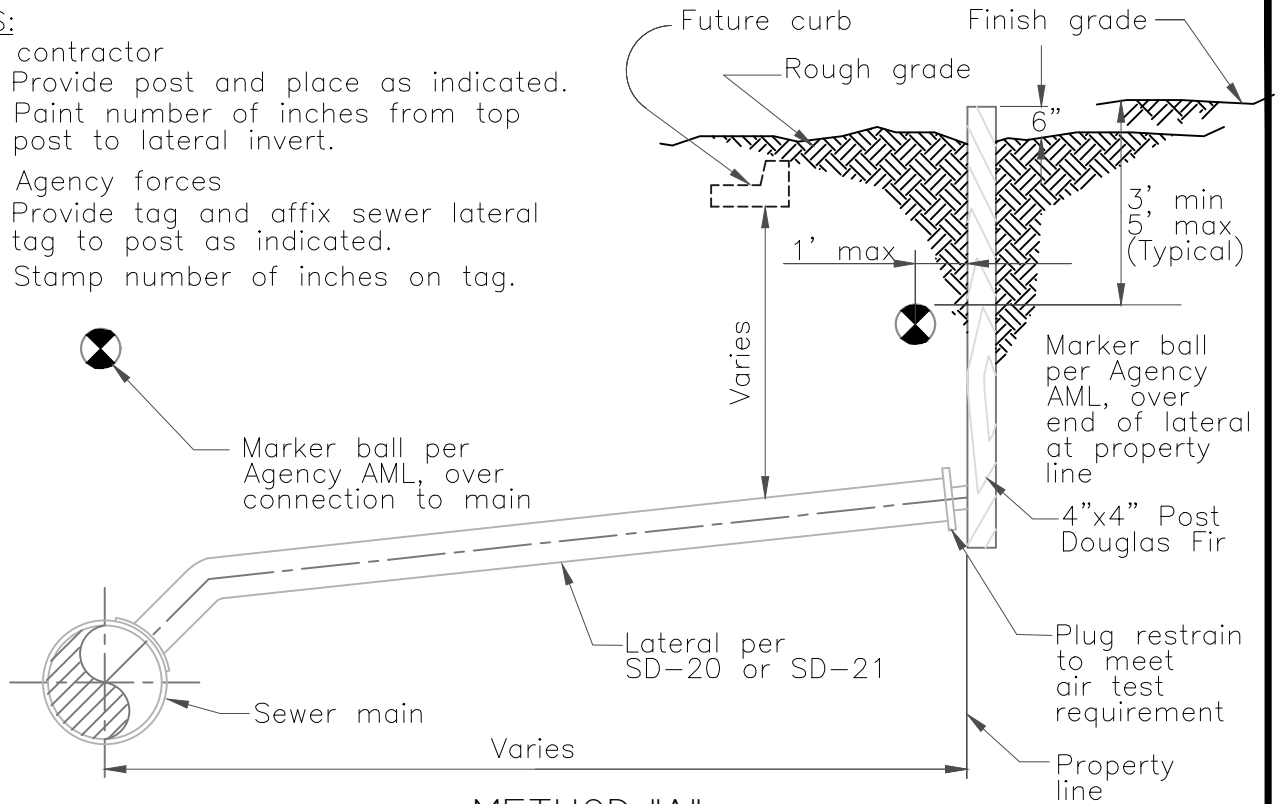 S:
contractor
Provide post and place as indicated.
Paint number of inches from top
post to lateral invert.
Agency forces
Provide tag and affix sewer lateral
tag to post as indicated.
Stamp number of inches on tag.
Future curb
Finish grade
Rough grade
6"
3' min
5' max
(Typical)
1' max
Varies
Marker ball per
Agency AML, over
connection to main
Marker ball
per Agency
AML, over
end of lateral
at property
line
4"x4" Post
Douglas Fir
Lateral per
SD-20 or SD-21
Plug restrain
to meet
air test
requirement
Sewer main
Varies
Property
line
METHOD "A"